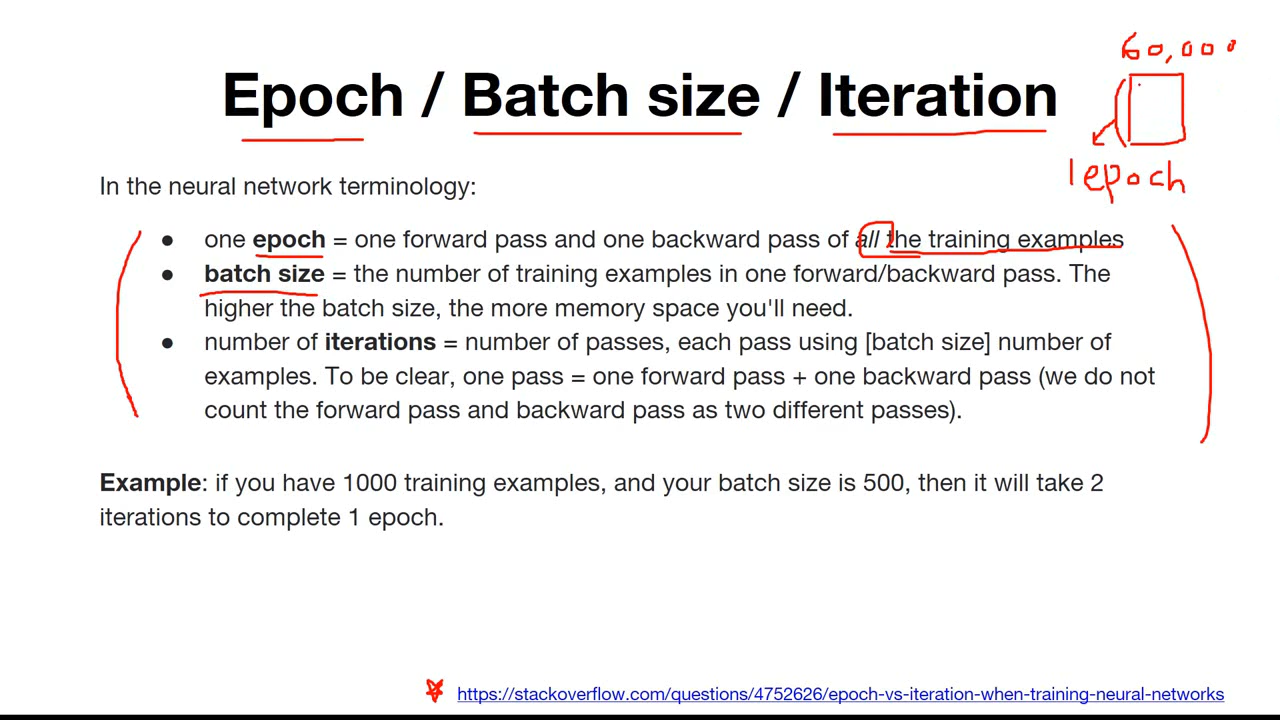 60,000
Epoch / Batch size / Iteration
1 epoch
In the neural network terminology:
● one epoch = one forward pass and one backward pass of all the training examples
● batch size = the number of training examples in one forward/backward pass. The
higher the batch size, the more memory space you'll need.
● number of iterations = number of passes, each pass using [batch size] number of
examples. To be clear, one pass = one forward pass + one backward pass (we do not
count the forward pass and backward pass as two different passes).
Example: if you have 1000 training examples, and your batch size is 500, then it will take 2
iterations to complete 1 epoch.
https://stackoverflow.com/questions/4752626/epoch-vs-iteration-when-training-neural-networks